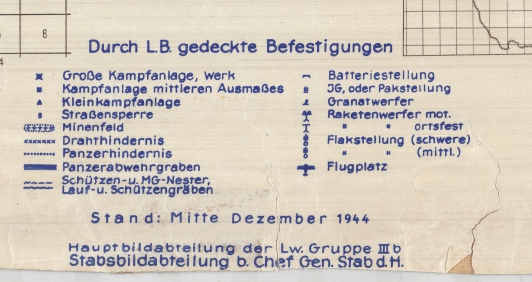 6
4
Durch L.B. gedeckte Befestigungen
Große Kampfanlage, Werk
Kampfanlage mittleren Ausmaßes
Kleinkampfanlage
Straßensperre
Minenfeld
Drahthindernis
Panzerhindernis
Panzerabwehrgraben
Schützen-u. MG-Nester,
Lauf-u. Schützengräben
Batteriestellung
JG, oder Pakstellung
Granatwerfer
Raketenwerfer mot.
" " ortsfest
Flakstellung (schwere)
" " (mittl.)
Flugplatz
Stand: Mitte Dezember 1944
Hauptbildabteilung der Lw. Gruppe III b
Stabsbildabteilung b. Chef Gen. Stab d. H.